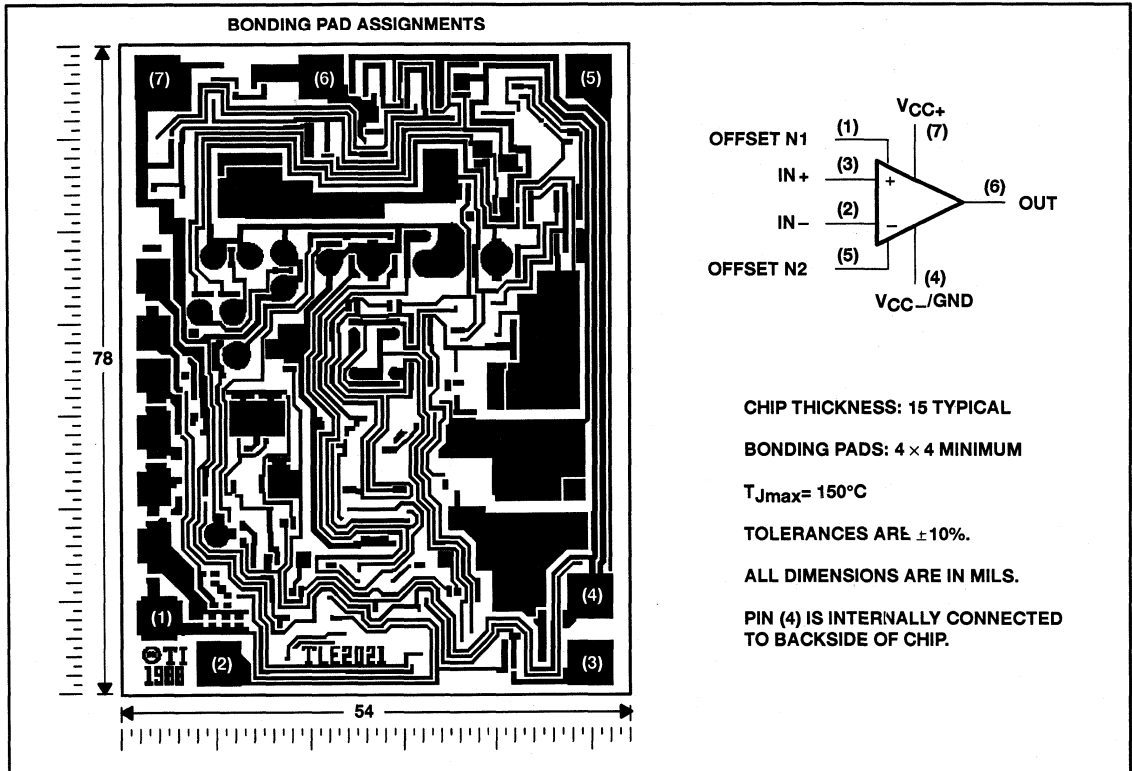 BONDING PAD ASSIGNMENTS
(7)
(6)
(5)
78
(1)
(2)
(4)
(3)
TI
1988
TLE2021
54
VCC+
(7)
OFFSET N1
(1)
IN+
(3)
IN−
(2)
OFFSET N2
(5)
+
−
(6)
OUT
(4)
VCC−/GND
CHIP THICKNESS: 15 TYPICAL
BONDING PADS: 4 × 4 MINIMUM
TJmax= 150°C
TOLERANCES ARE ±10%.
ALL DIMENSIONS ARE IN MILS.
PIN (4) IS INTERNALLY CONNECTED
TO BACKSIDE OF CHIP.